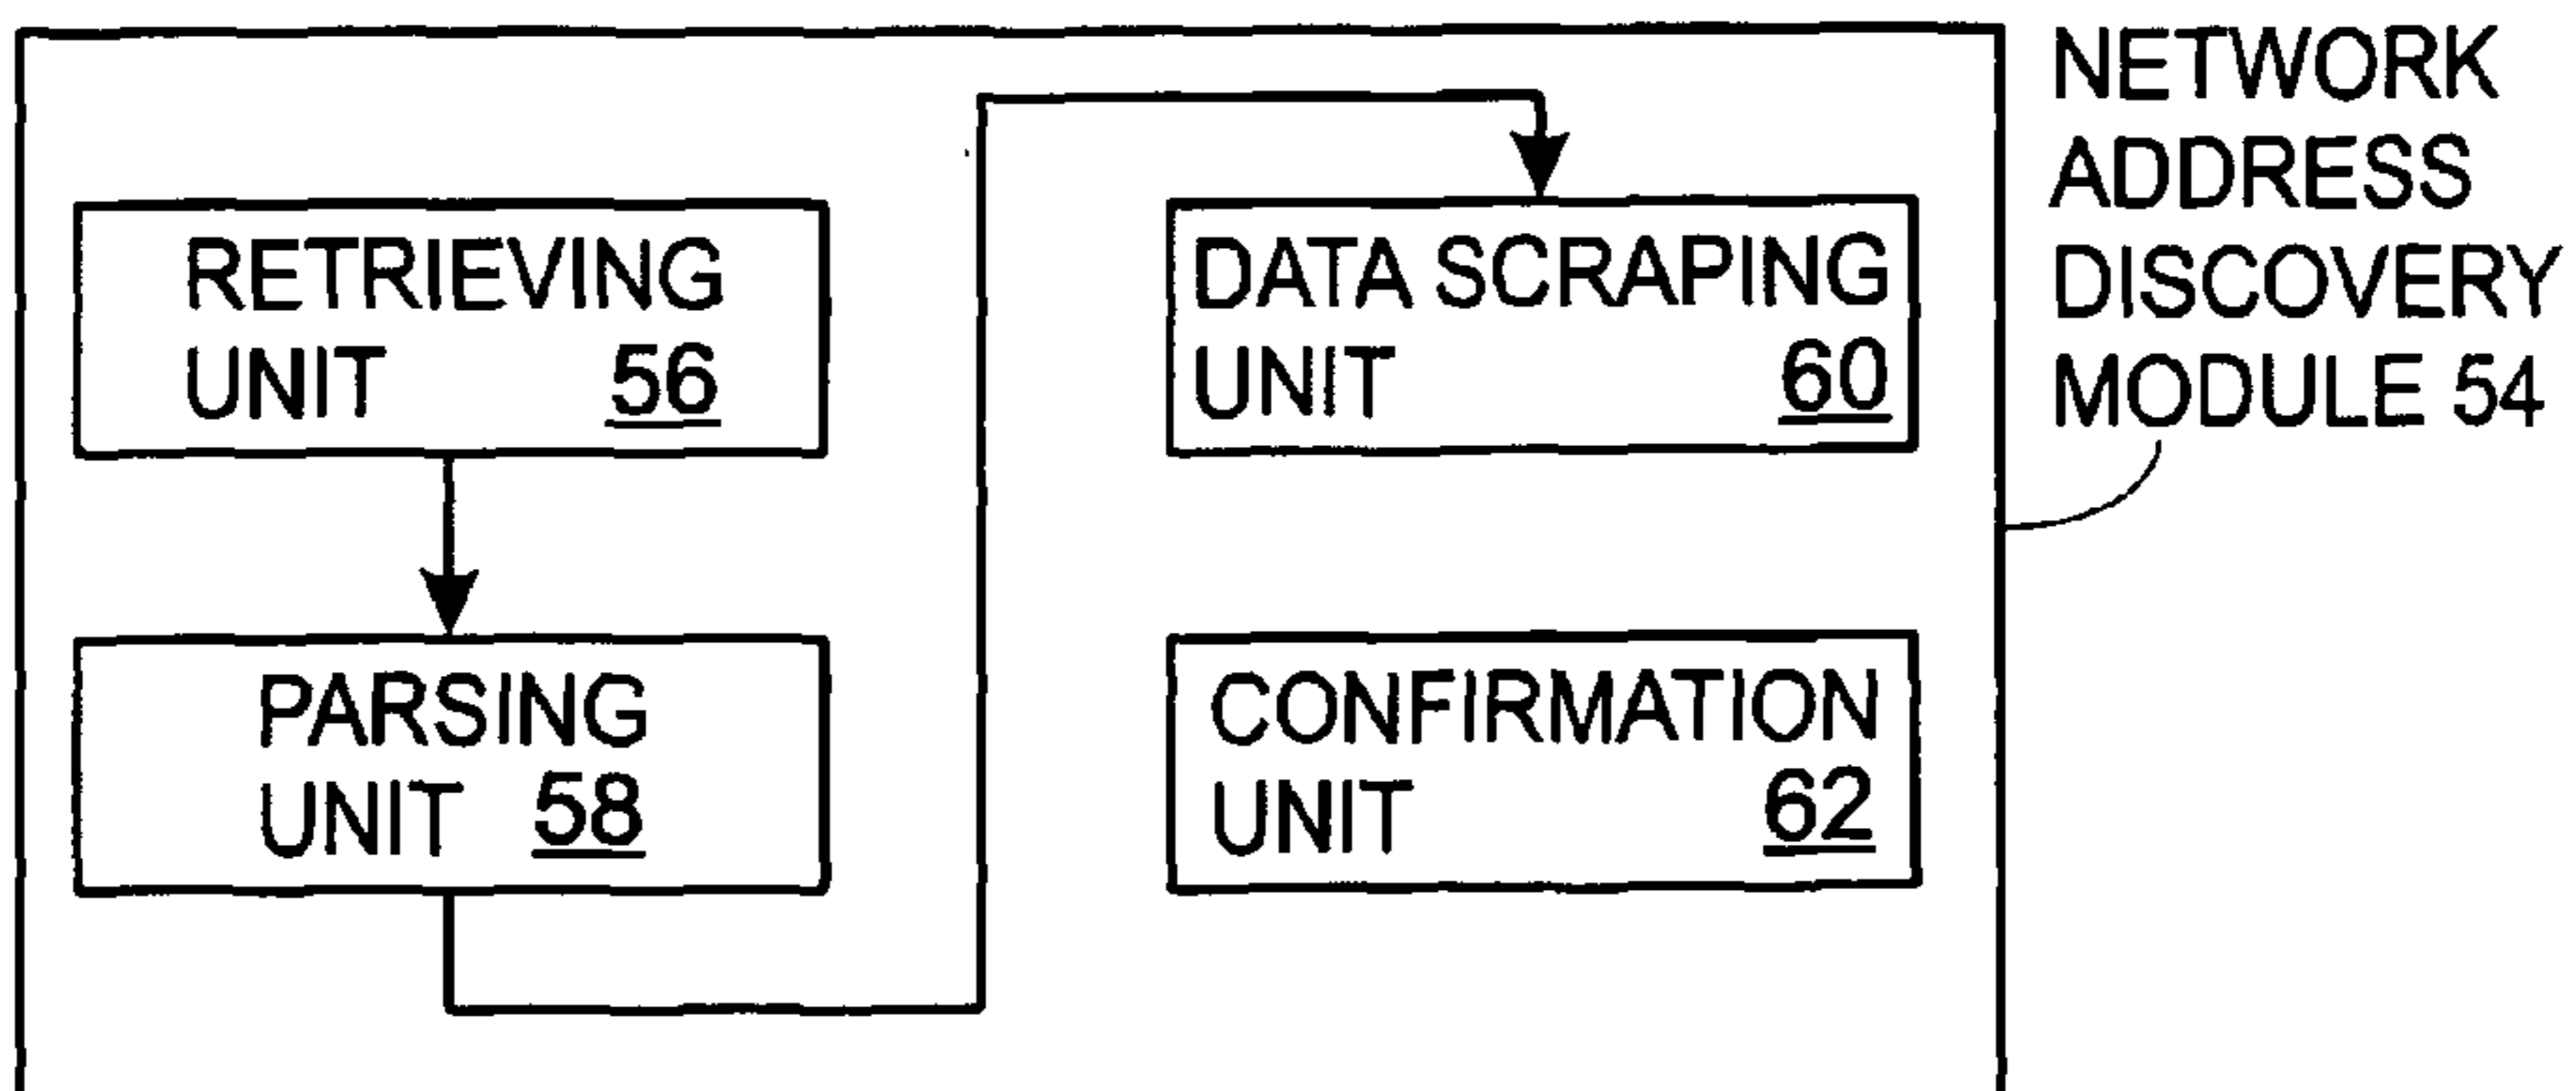 RETRIEVING
UNIT 56
PARSING
UNIT 58
DATA SCRAPING
UNIT 60
CONFIRMATION
UNIT 62
NETWORK
ADDRESS
DISCOVERY
MODULE 54